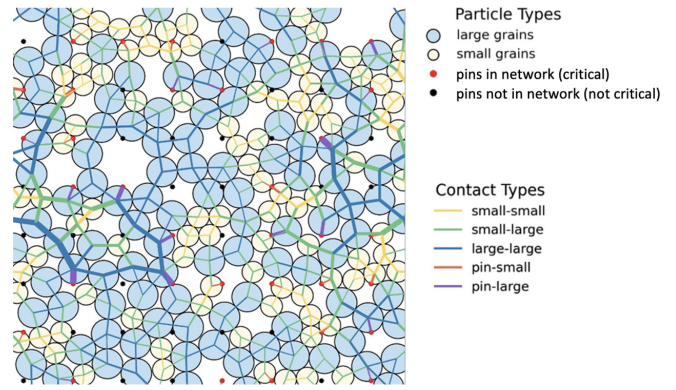 Particle Types
large grains
small grains
pins in network (critical)
pins not in network (not critical)
Contact Types
small-small
small-large
large-large
pin-small
pin-large